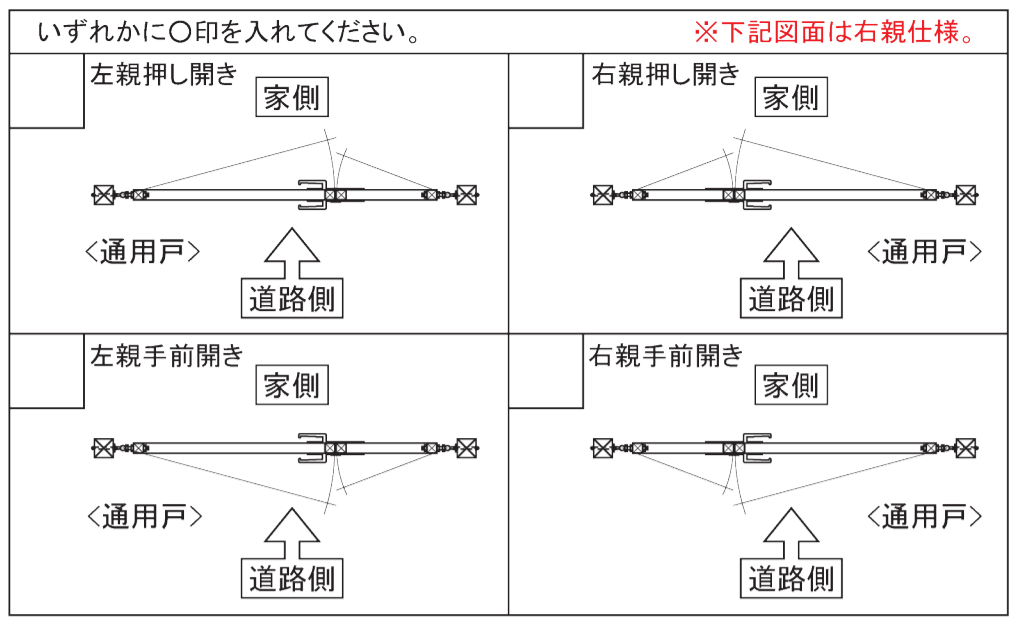 いずれかに〇印を入れてください。
※下記図面は右親仕様。
左親押し開き
家側
<通用戸>
道路側
右親押し開き
家側
<通用戸>
道路側
左親手前開き
家側
<通用戸>
道路側
右親手前開き
家側
<通用戸>
道路側